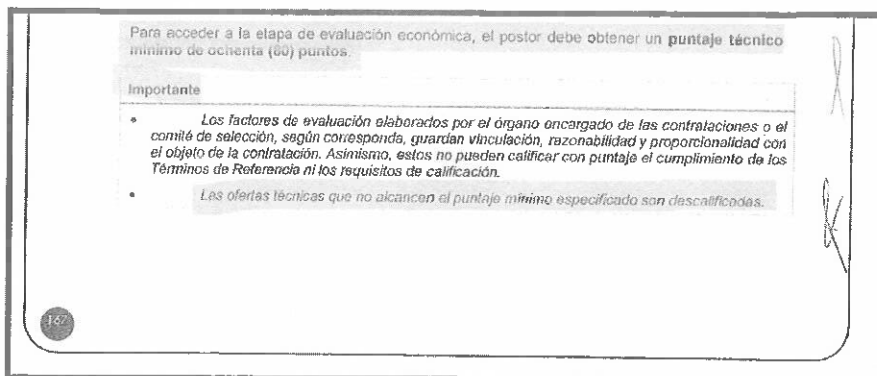 Para acceder a la etapa de evaluación económica, el postor debe obtener un puntaje técnico
mínimo de ochenta (80) puntos.
Importante
• Los factores de evaluación elaborados por el órgano encargado de las contrataciones o el
comité de selección, según corresponda, guardan vinculación, razonabilidad y proporcionalidad con
el objeto de la contratación. Asimismo, estos no pueden calificar con puntaje el cumplimiento de los
Términos de Referencia ni los requisitos de calificación.
• Las ofertas técnicas que no alcancen el puntaje mínimo especificado son descalificadas.
167